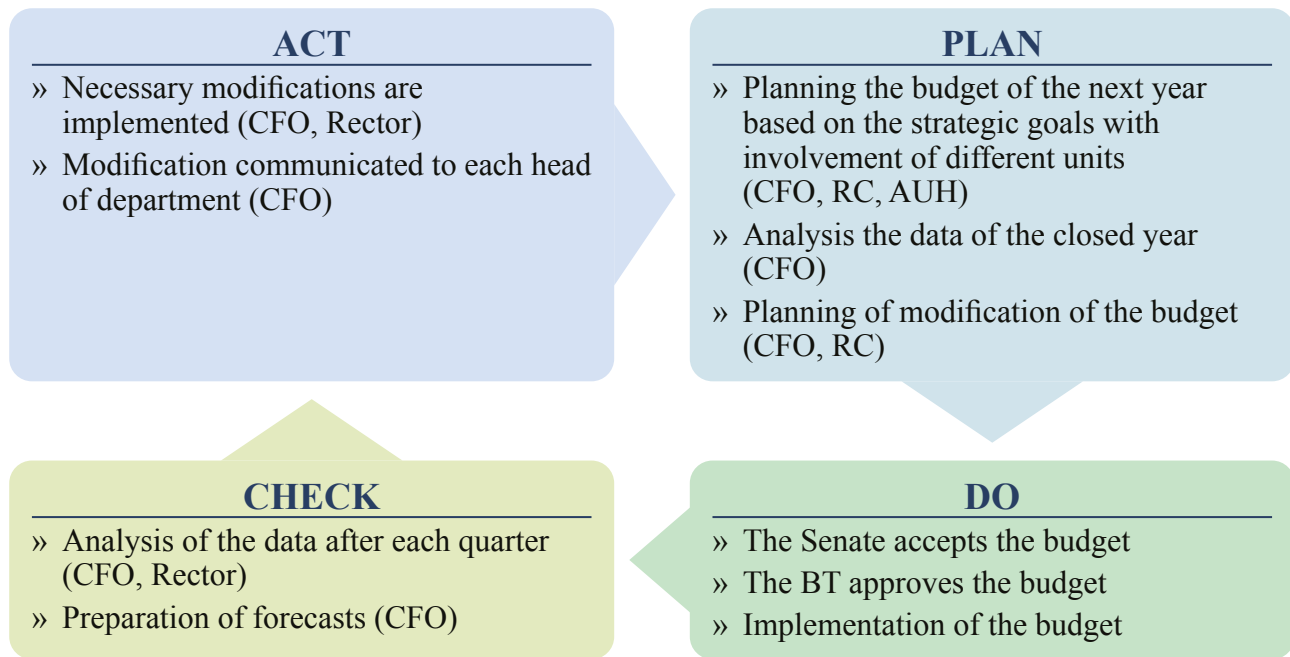 ACT
» Necessary modifications are
implemented (CFO, Rector)
» Modification communicated to each head
of department (CFO)
PLAN
» Planning the budget of the next year
based on the strategic goals with
involvement of different units
(CFO, RC, AUH)
» Analysis the data of the closed year
(CFO)
» Planning of modification of the budget
(CFO, RC)
CHECK
» Analysis of the data after each quarter
(CFO, Rector)
» Preparation of forecasts (CFO)
DO
» The Senate accepts the budget
» The BT approves the budget
» Implementation of the budget